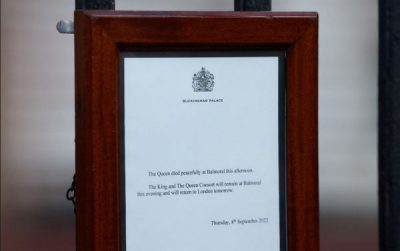 BUCKINGHAM PALACE
The Queen died peacefully at Balmoral this afternoon.
The King and The Queen Consort will remain at Balmoral
this evening and will return to London tomorrow.
Thursday, 8th September 2022